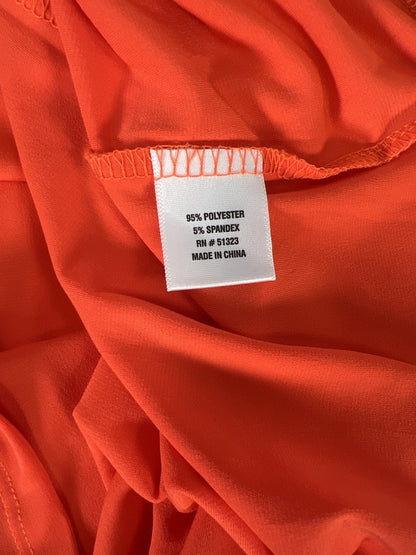 95% POLYESTER
5% SPANDEX
RN # 51323
MADE IN CHINA